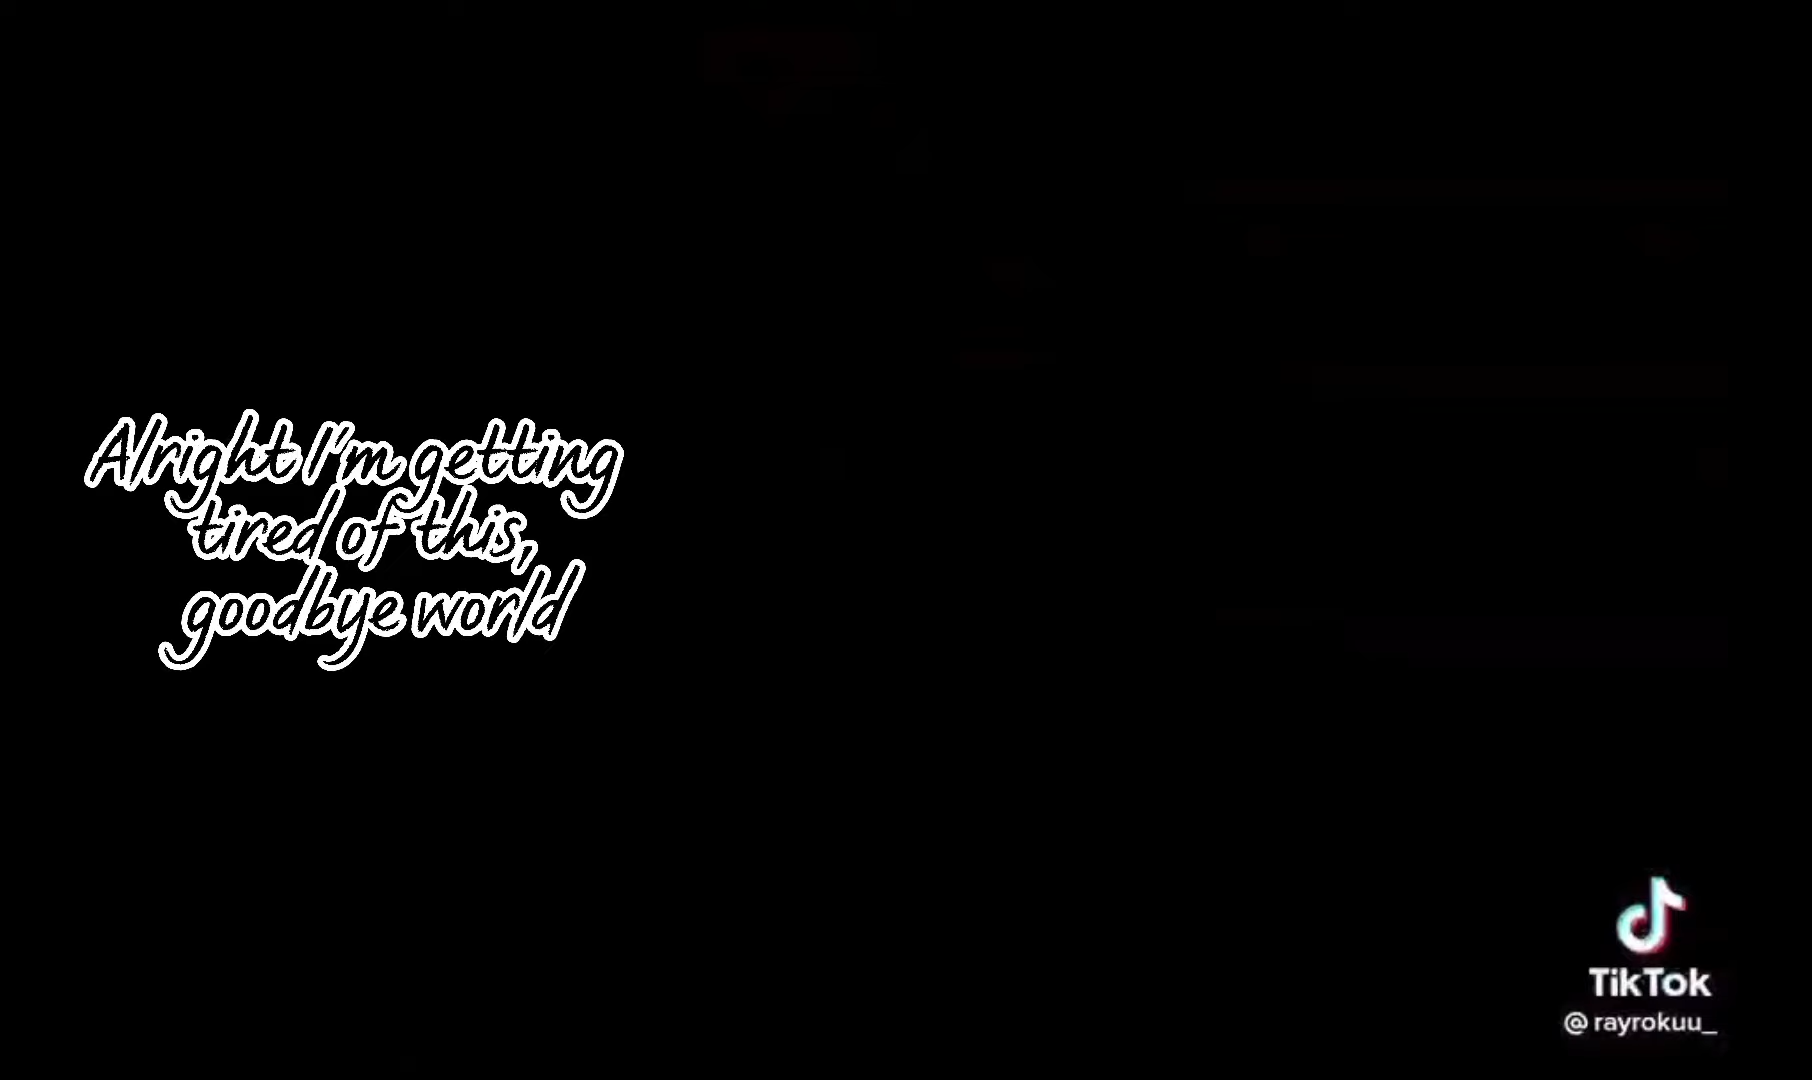 Alright I'm getting
tired of this,
goodbye world
TikTok
@rayrokuu_